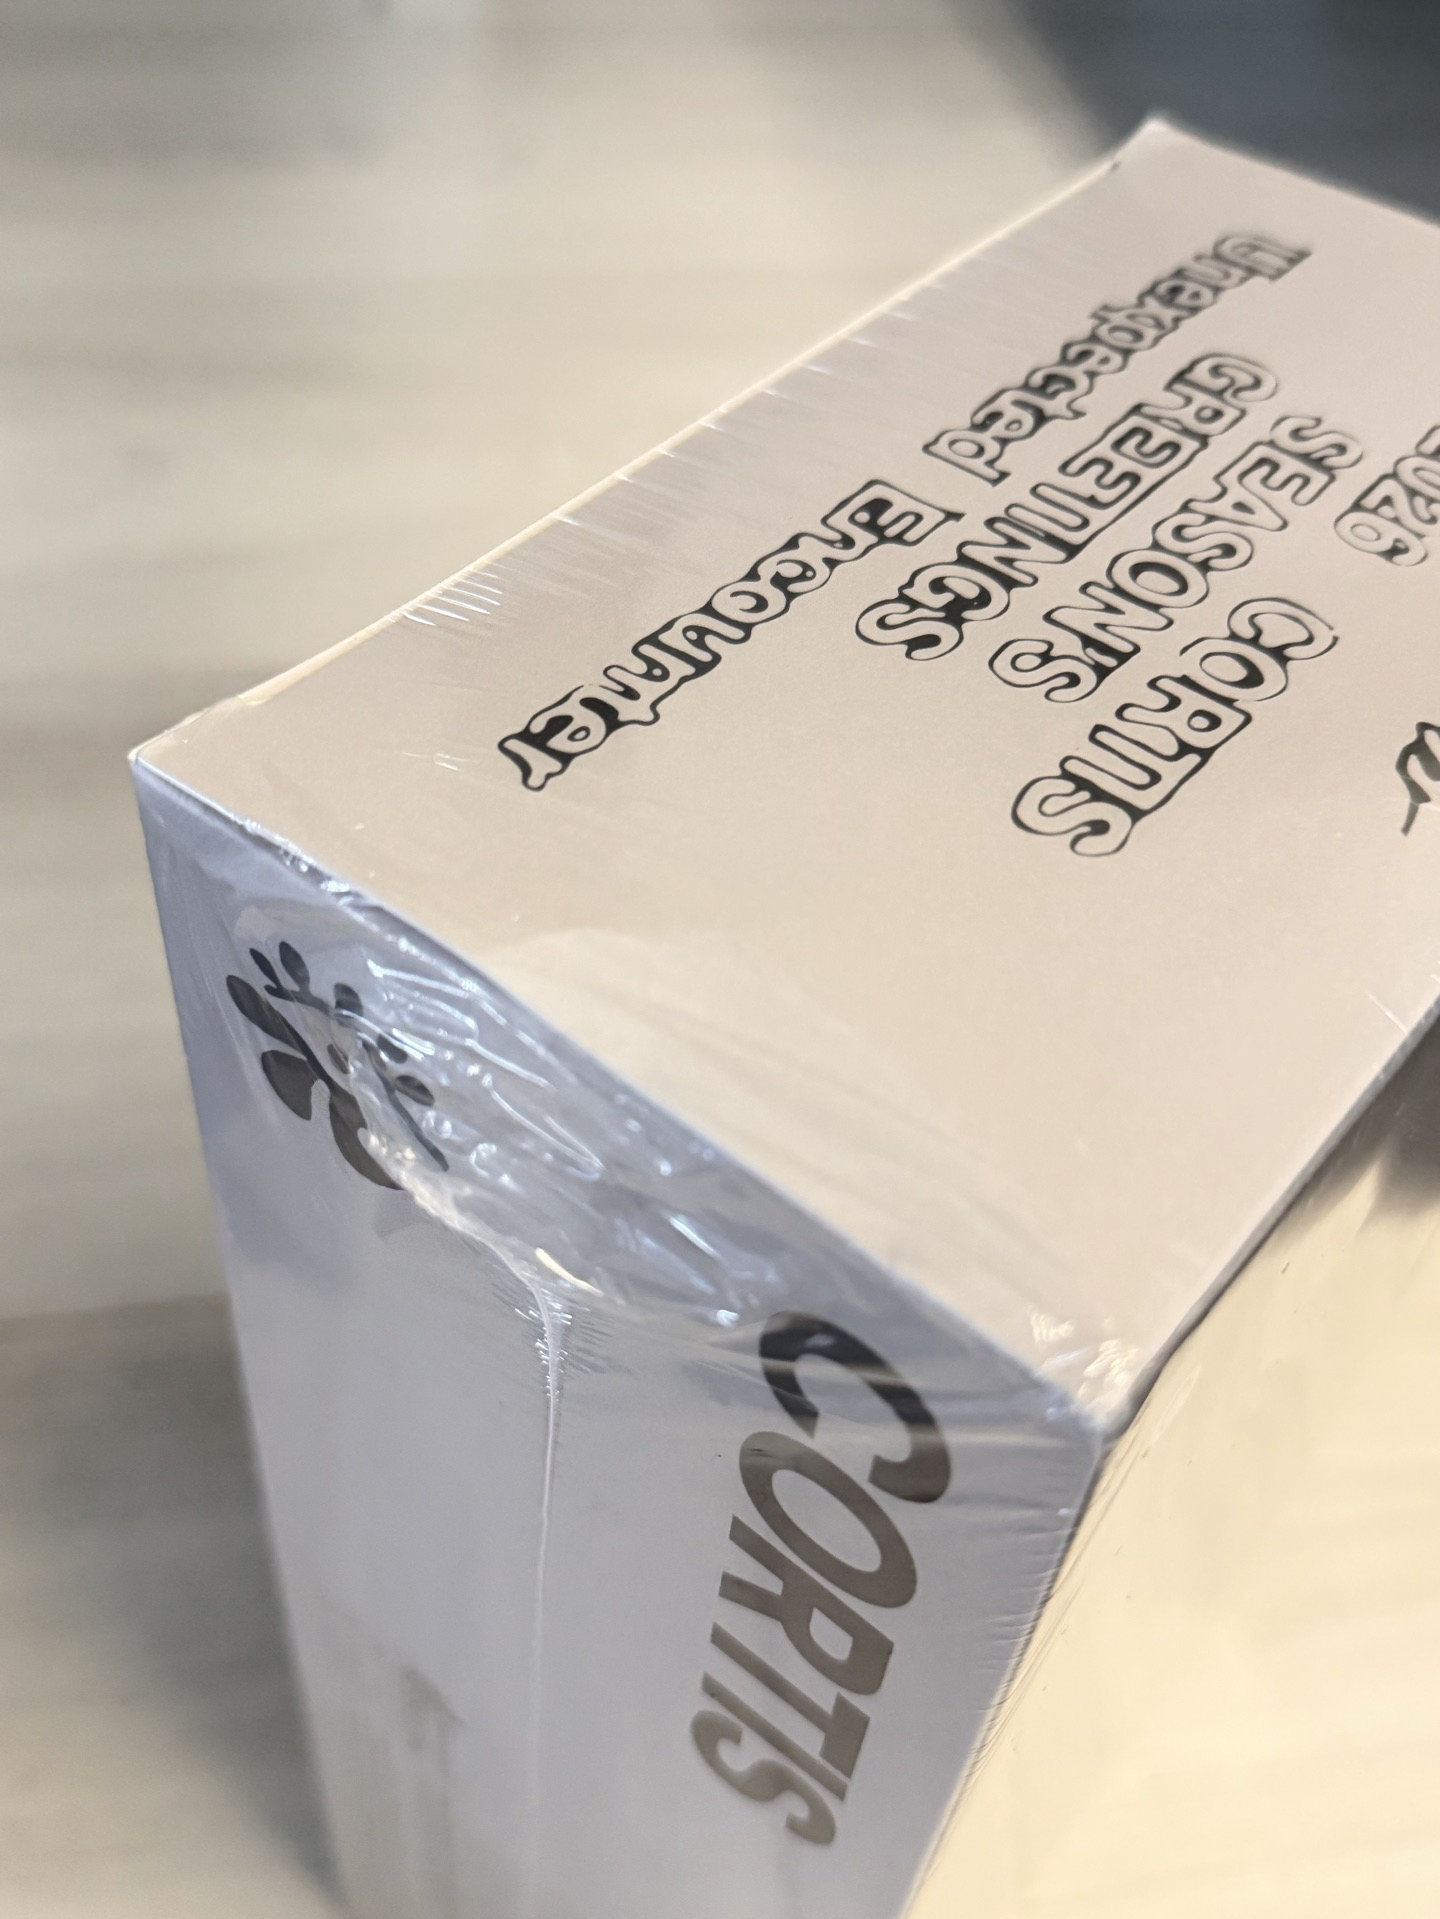 2026
CORTIS
SEASON'S
GREETINGS
Unexpected Encounter
CORTIS